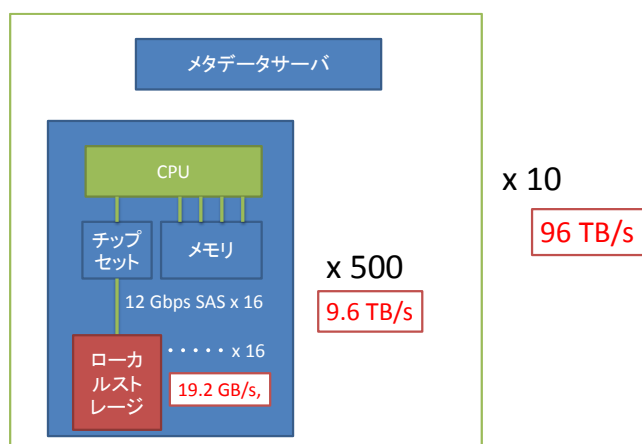 メタデータサーバ
CPU
チップ
セット
メモリ
12 Gbps SAS x 16
ローカ
ルスト
レージ
・・・・・ x 16
19.2 GB/s,
x 500
9.6 TB/s
x 10
96 TB/s